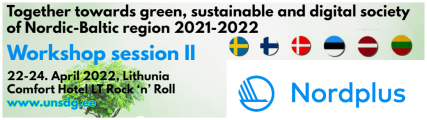 Together towards green, sustainable and digital society
of Nordic-Baltic region 2021-2022
Workshop session II
22-24. April 2022, Lithunia
Comfort Hotel LT Rock ‘n’ Roll
www.unsdg.ee
Nordplus